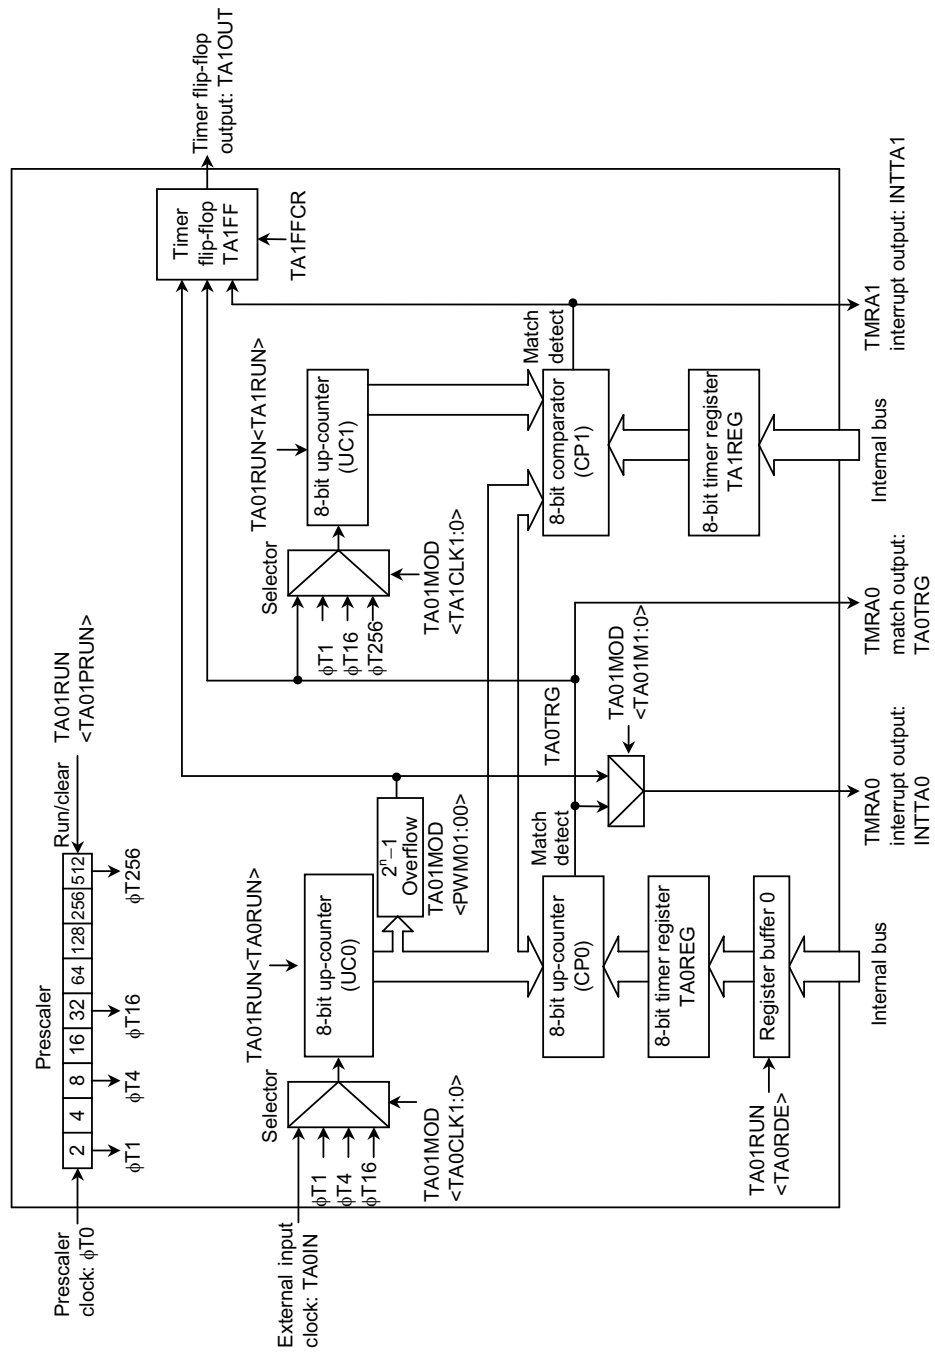 Prescaler
clock: ϕT0
Prescaler
2
4
8
16
32
64
128
256
512
Run/clear
TA01RUN
<TA01PRUN>
ϕT1
ϕT4
ϕT16
ϕT256
External input
clock: TA0IN
Selector
ϕT1
ϕT4
ϕT16
TA01MOD
<TA0CLK1:0>
TA01RUN<TA0RUN>
8-bit up-counter
(UC0)
2ⁿ−1
Overflow
TA01MOD
<PWM01:00>
Selector
ϕT1
ϕT16
ϕT256
TA01MOD
<TA1CLK1:0>
TA01RUN<TA1RUN>
8-bit up-counter
(UC1)
Timer
flip-flop
TA1FF
TA1FFCR
Timer flip-flop
output: TA1OUT
8-bit up-counter
(CP0)
Match
detect
TA0TRG
8-bit comparator
(CP1)
Match
detect
8-bit timer register
TA0REG
TA01MOD
<TA01M1:0>
8-bit timer register
TA1REG
TA01RUN
<TA0RDE>
Register buffer 0
Internal bus
TMRA0
interrupt output:
INTTA0
TMRA0
match output:
TA0TRG
Internal bus
TMRA1
interrupt output: INTTA1